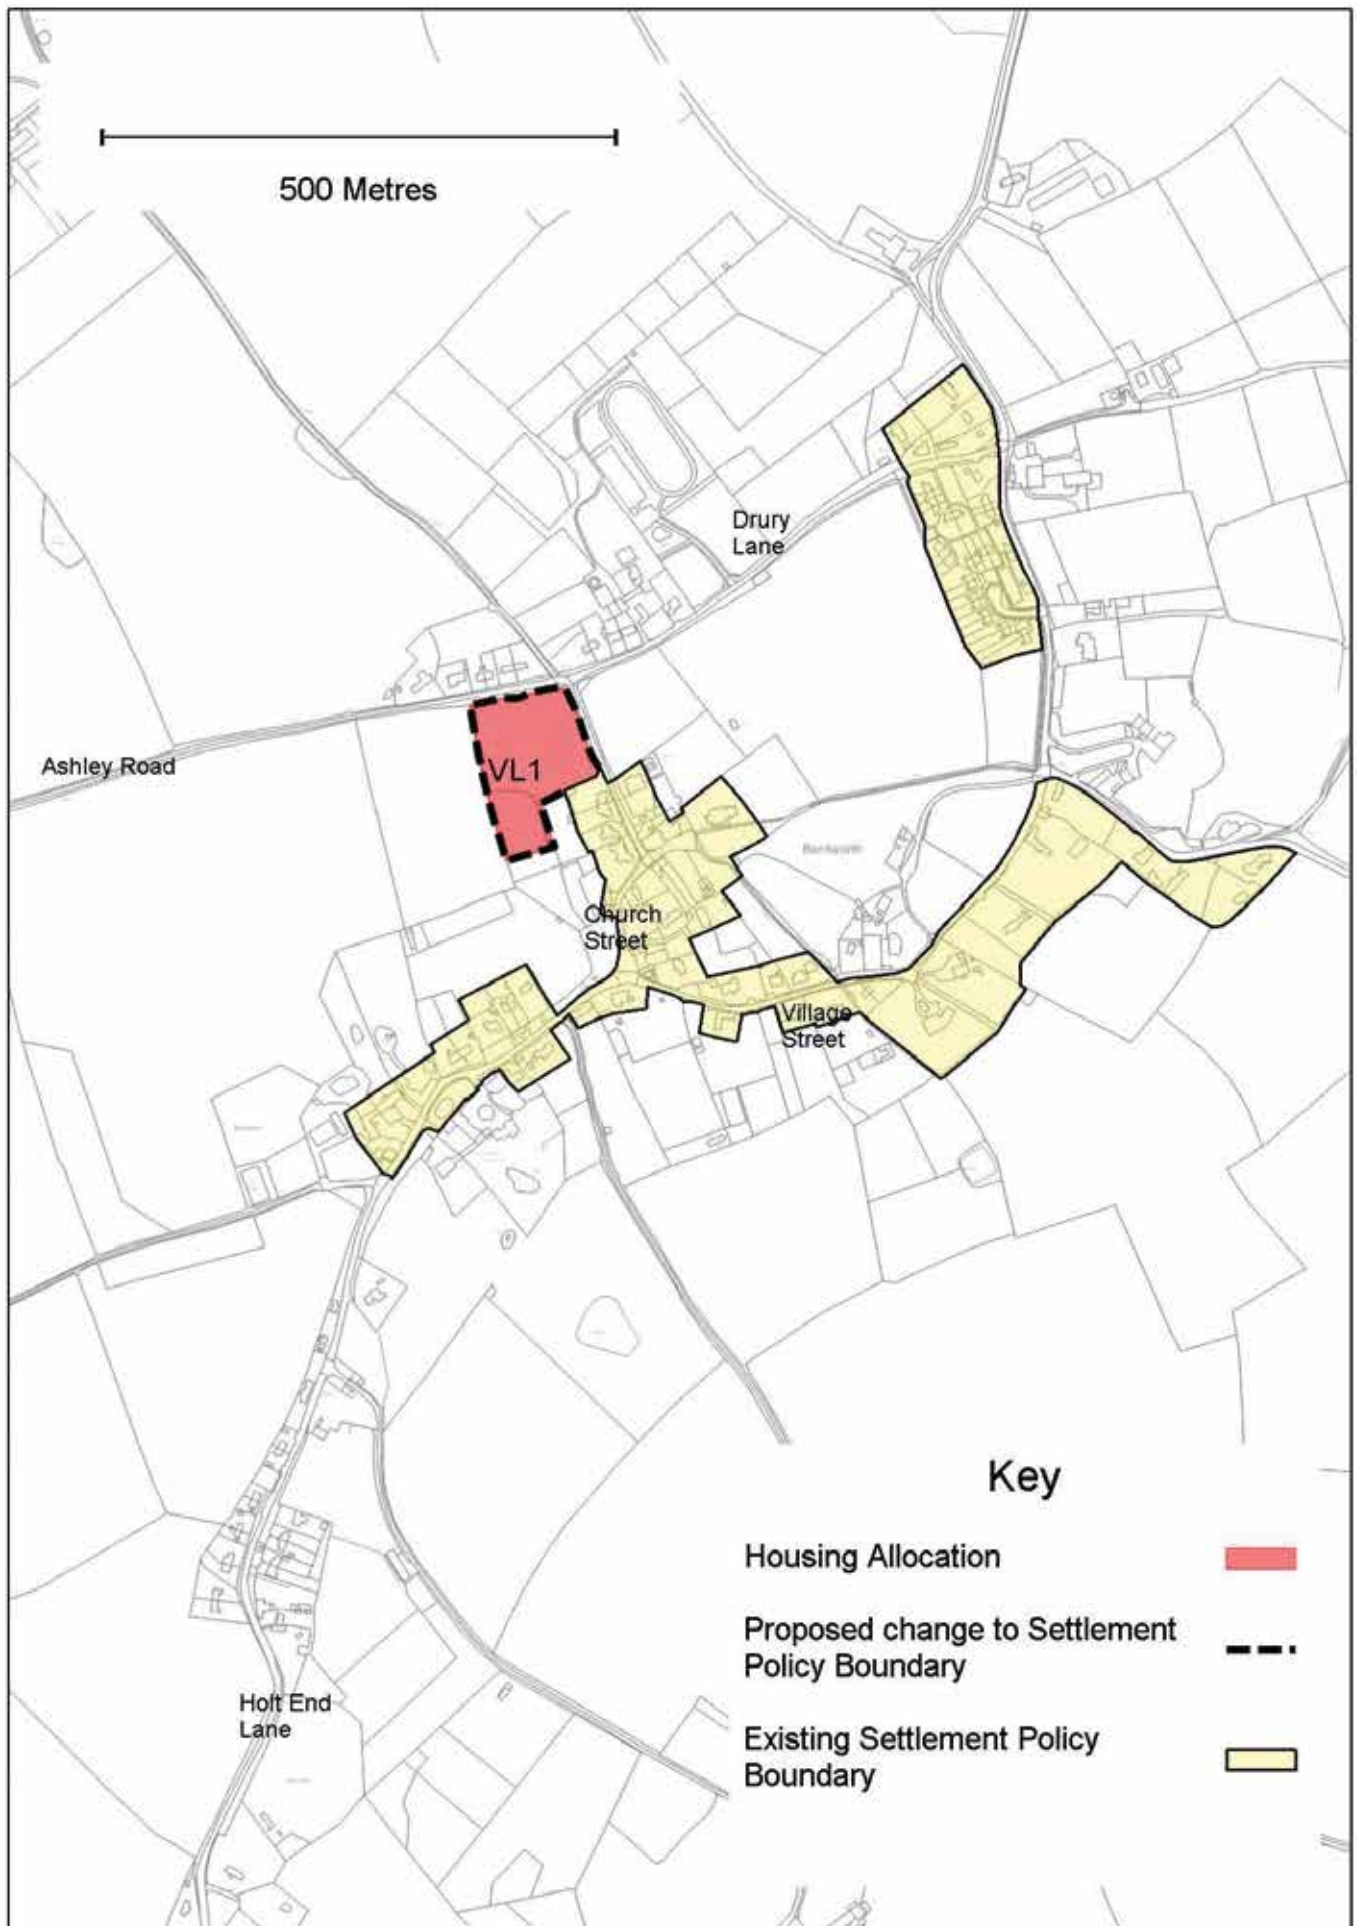 500 Metres
Drury
Lane
Ashley Road
VL1
Bentworth
Church
Street
Village
Street
Key
Housing Allocation
Proposed change to Settlement
Policy Boundary
Existing Settlement Policy
Boundary
Holt End
Lane